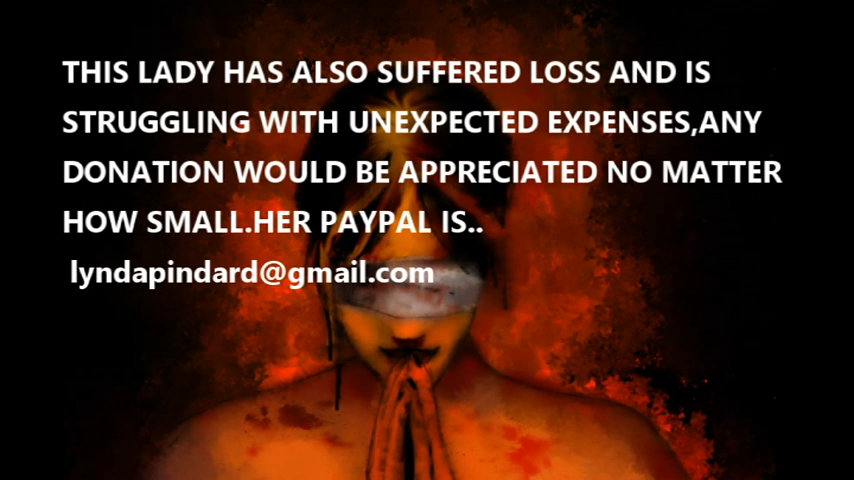 THIS LADY HAS ALSO SUFFERED LOSS AND IS
STRUGGLING WITH UNEXPECTED EXPENSES,ANY
DONATION WOULD BE APPRECIATED NO MATTER
HOW SMALL.HER PAYPAL IS..
lyndapindard@gmail.com